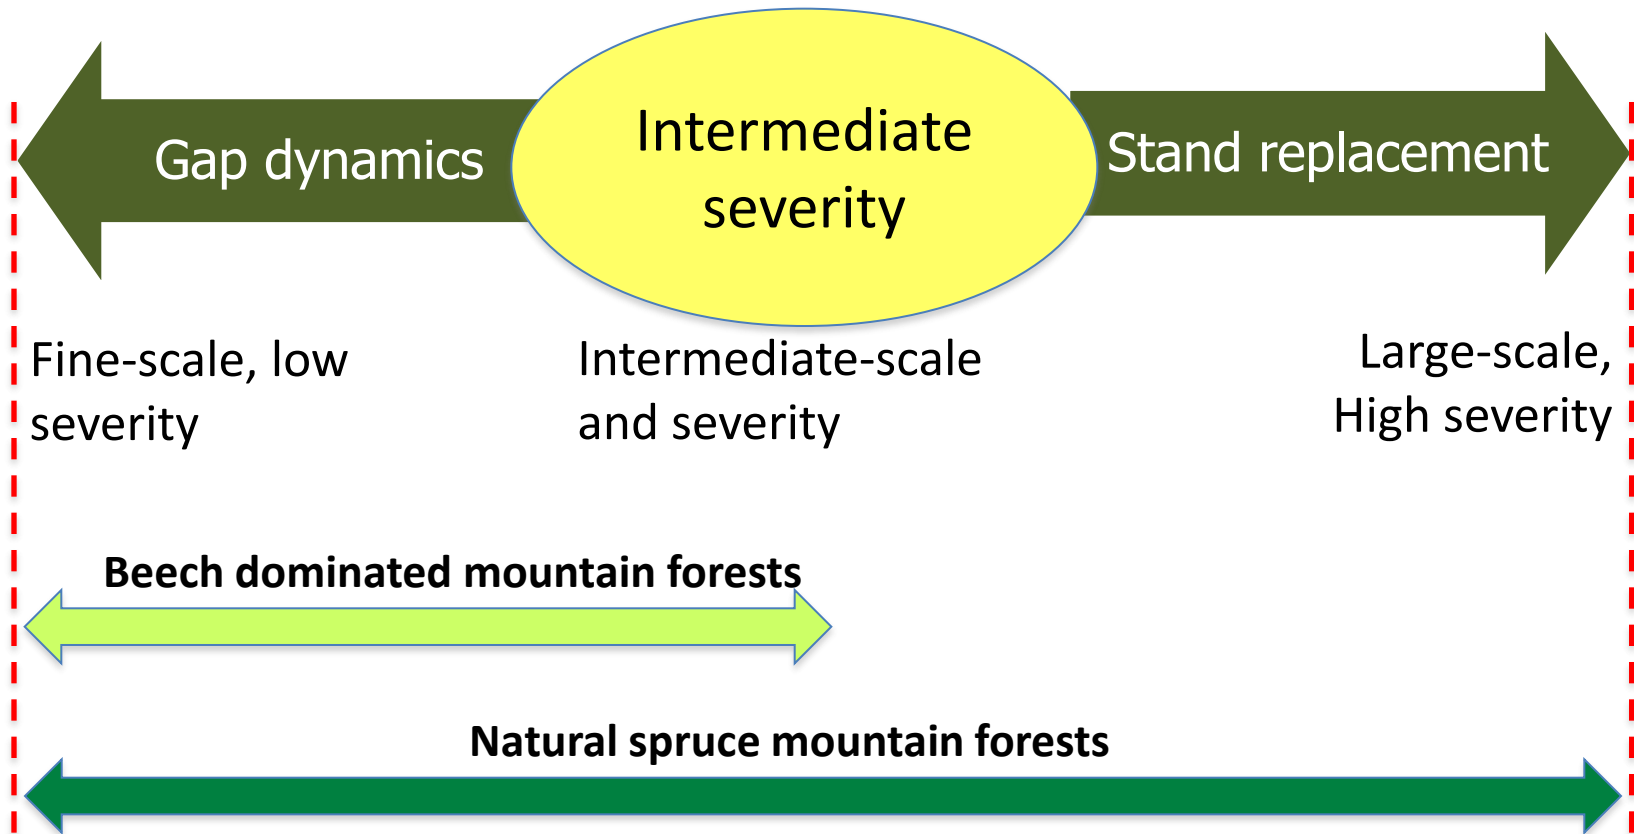 Gap dynamics
Intermediate
severity
Stand replacement
Fine-scale, low
severity
Intermediate-scale
and severity
Large-scale,
High severity
Beech dominated mountain forests
Natural spruce mountain forests